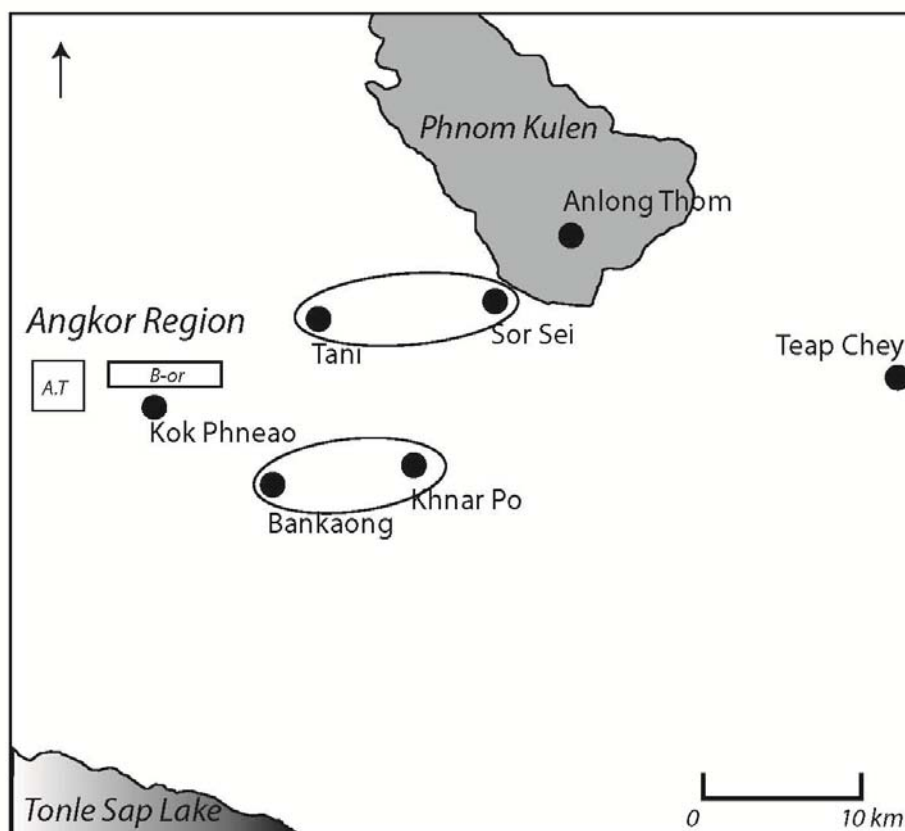 Phnom Kulen
Anlong Thom
Angkor Region
Tani
Sor Sei
Teap Chey
A.T
B-or
Kok Phneao
Bankaong
Khnar Po
Tonle Sap Lake
0 10 km